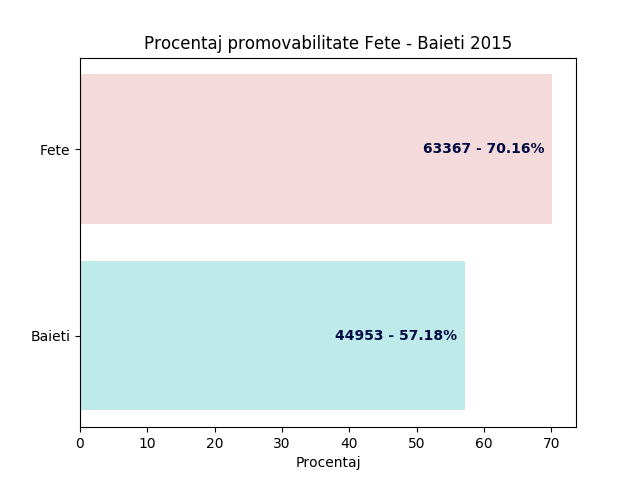 Procentaj promovabilitate Fete - Baieti 2015
Fete
63367 - 70.16%
Baieti
44953 - 57.18%
0 10 20 30 40 50 60 70
Procentaj